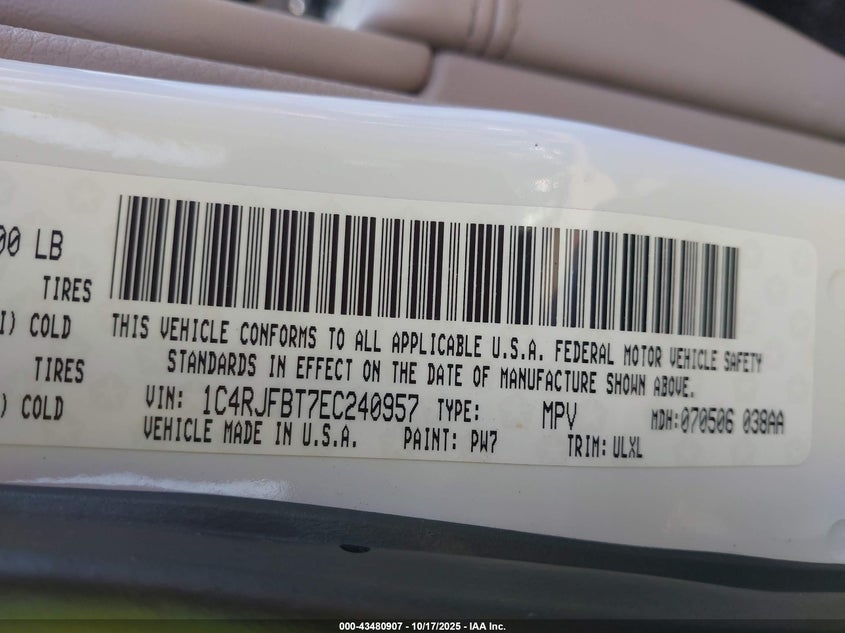 00 LB
TIRES
I) COLD
TIRES
) COLD
THIS VEHICLE CONFORMS TO ALL APPLICABLE U.S.A. FEDERAL MOTOR VEHICLE SAFETY
STANDARDS IN EFFECT ON THE DATE OF MANUFACTURE SHOWN ABOVE.
VIN: 1C4RJFBT7EC240957 TYPE: MPV MDH:070506 038AA
VEHICLE MADE IN U.S.A. PAINT: PW7 TRIM: ULXL
000-43480907 - 10/17/2025 - IAA Inc.